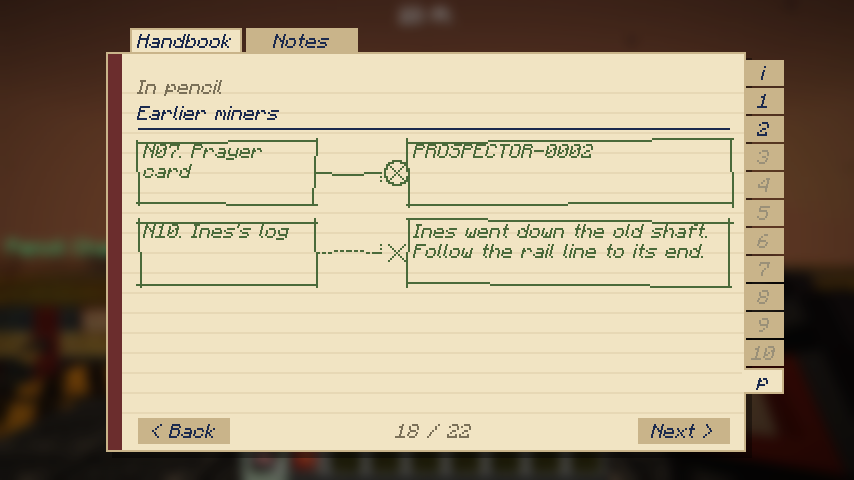 Handbook
Notes
In pencil
Earlier miners
N07. Prayer
card
PROSPECTOR-0002
N10. Ines's log
Ines went down the old shaft.
Follow the rail line to its end.
< Back
18 / 22
Next >
i
1
2
3
4
5
6
7
8
9
10
p